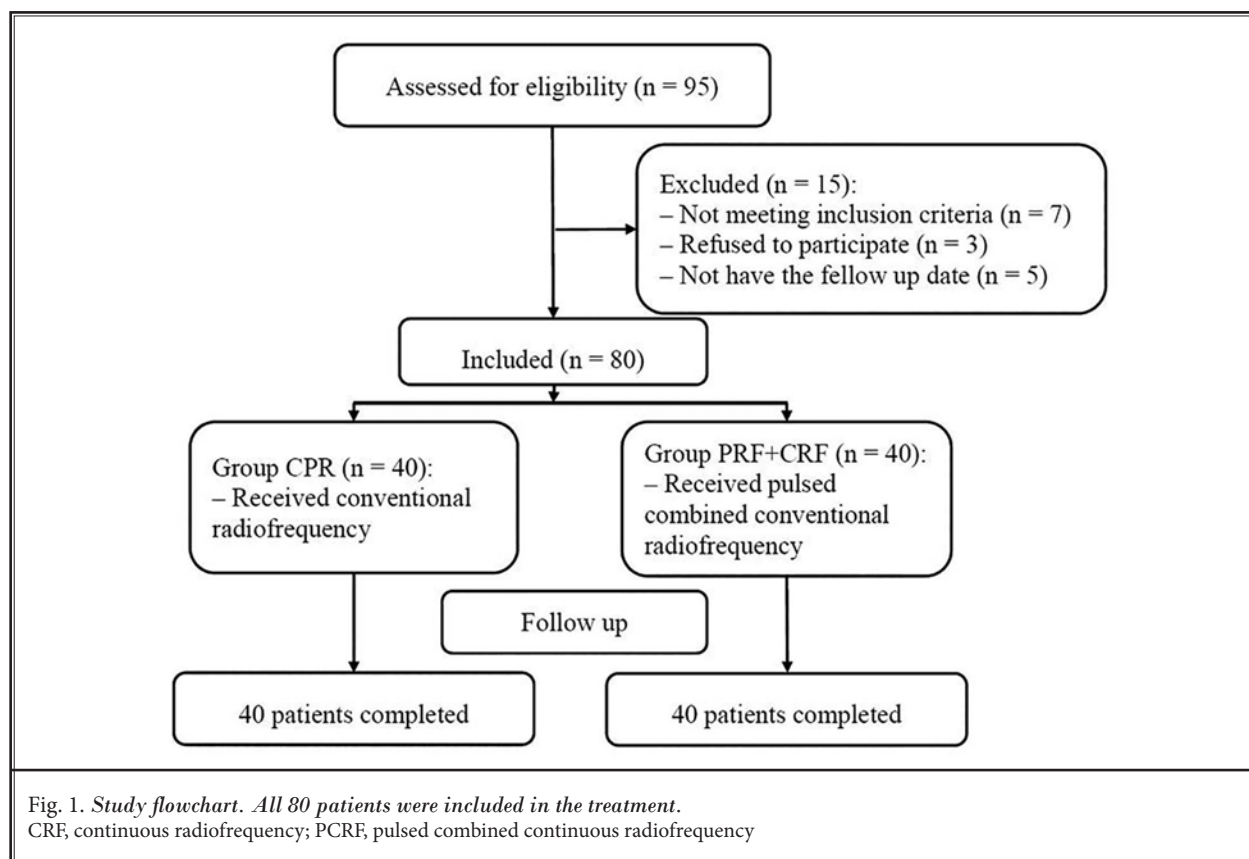 Assessed for eligibility (n = 95)
Excluded (n = 15):
– Not meeting inclusion criteria (n = 7)
– Refused to participate (n = 3)
– Not have the fellow up date (n = 5)
Included (n = 80)
Group CPR (n = 40):
– Received conventional
radiofrequency
Group PRF+CRF (n = 40):
– Received pulsed
combined conventional
radiofrequency
Follow up
40 patients completed
40 patients completed
Fig. 1. Study flowchart. All 80 patients were included in the treatment.
CRF, continuous radiofrequency; PCRF, pulsed combined continuous radiofrequency